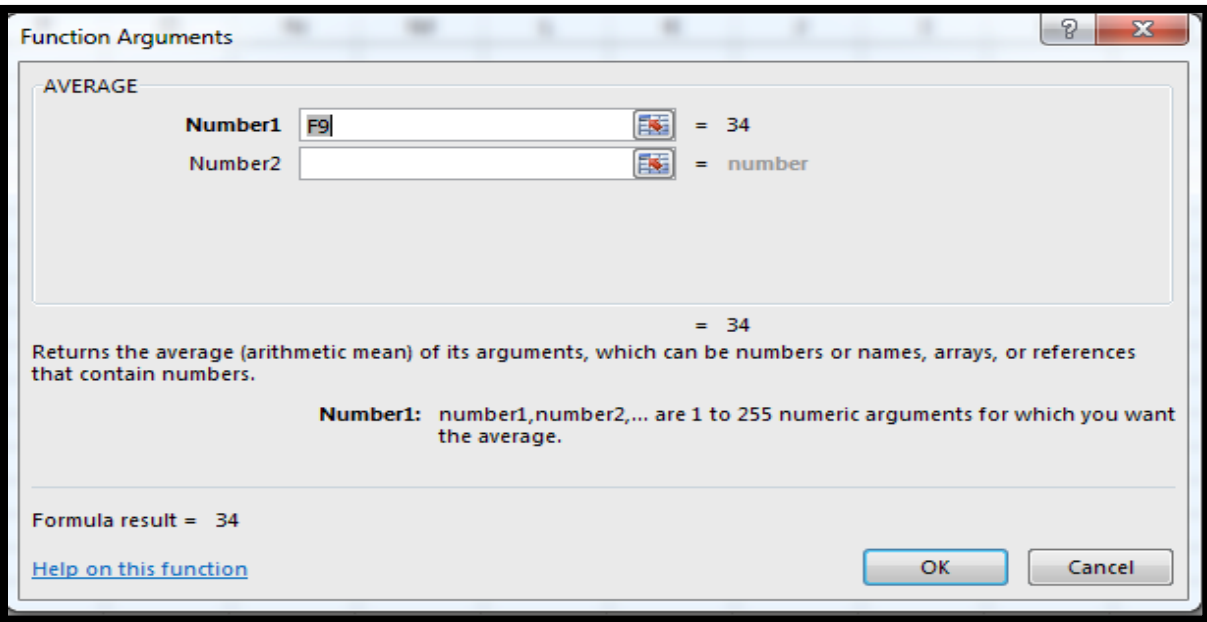 Function Arguments
AVERAGE
Number1 F9 = 34
Number2 = number
= 34
Returns the average (arithmetic mean) of its arguments, which can be numbers or names, arrays, or references
that contain numbers.
Number1: number1,number2,... are 1 to 255 numeric arguments for which you want
the average.
Formula result = 34
Help on this function
OK Cancel